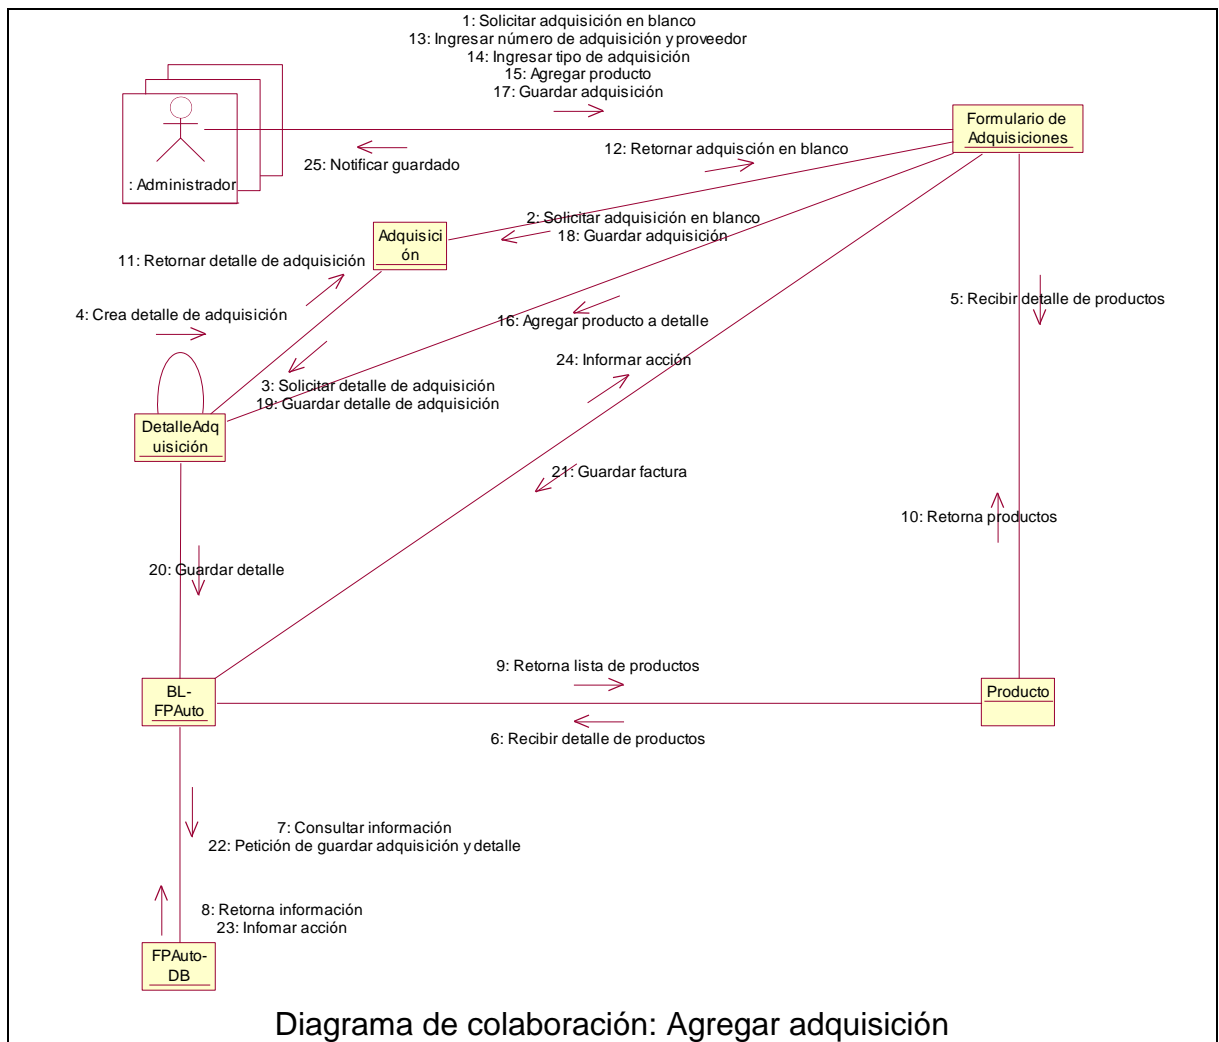 1: Solicitar adquisición en blanco
13: Ingresar número de adquisición y proveedor
14: Ingresar tipo de adquisición
15: Agregar producto
17: Guardar adquisición
Formulario de
Adquisiciones
: Administrador
25: Notificar guardado
12: Retornar adquisción en blanco
2: Solicitar adquisición en blanco
18: Guardar adquisición
Adquisici
ón
11: Retornar detalle de adquisición
4: Crea detalle de adquisición
5: Recibir detalle de productos
16: Agregar producto a detalle
24: Informar acción
3: Solicitar detalle de adquisición
19: Guardar detalle de adquisición
DetalleAdq
uisición
21: Guardar factura
10: Retorna productos
20: Guardar detalle
9: Retorna lista de productos
BL-
FPAuto
Producto
6: Recibir detalle de productos
7: Consultar información
22: Petición de guardar adquisición y detalle
8: Retorna información
23: Infomar acción
FPAuto-
DB
Diagrama de colaboración: Agregar adquisición